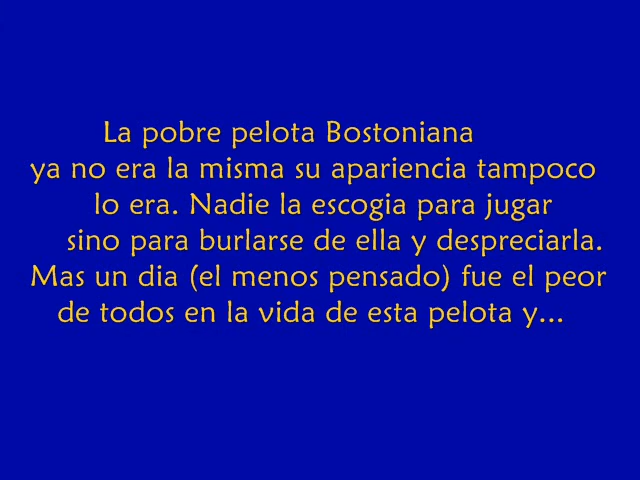 La pobre pelota Bostoniana
ya no era la misma su apariencia tampoco
lo era. Nadie la escogia para jugar
sino para burlarse de ella y despreciarla.
Mas un dia (el menos pensado) fue el peor
de todos en la vida de esta pelota y...